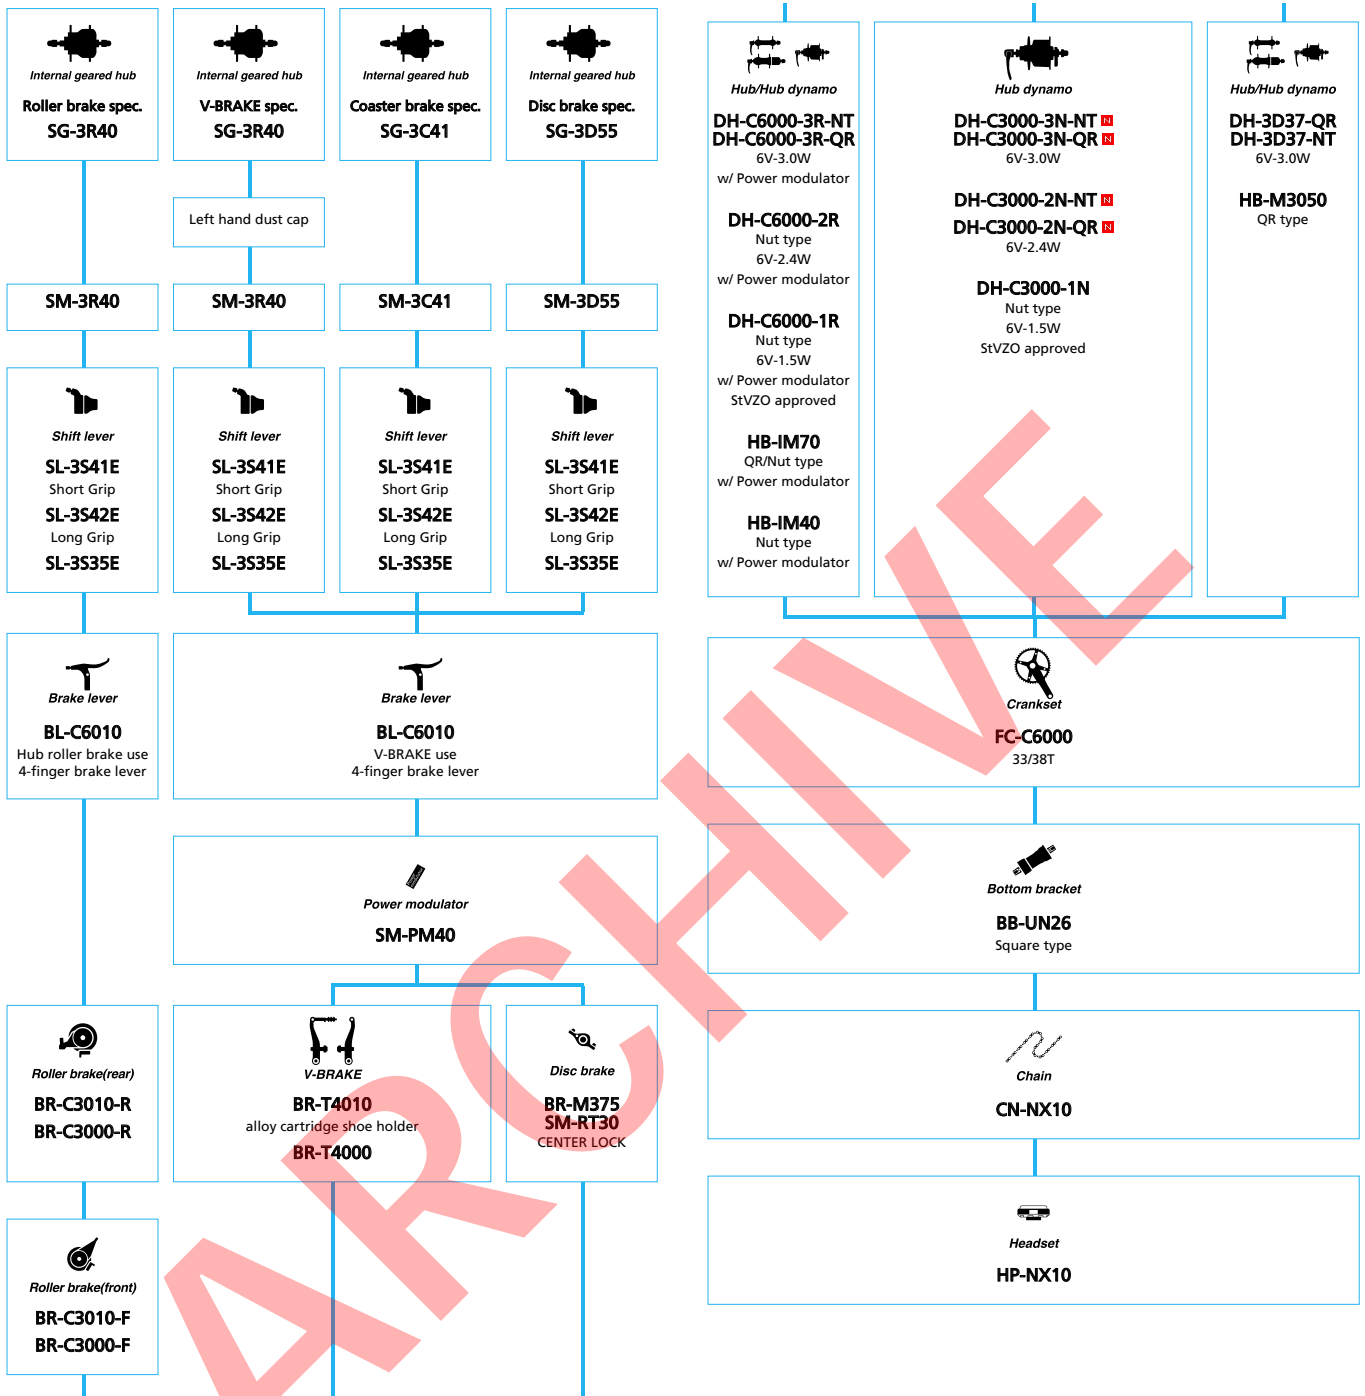 Internal geared hub
Roller brake spec.
SG-3R40
Internal geared hub
V-BRAKE spec.
SG-3R40
Internal geared hub
Coaster brake spec.
SG-3C41
Internal geared hub
Disc brake spec.
SG-3D55
Left hand dust cap
SM-3R40
SM-3R40
SM-3C41
SM-3D55
Shift lever
SL-3S41E
Short Grip
SL-3S42E
Long Grip
SL-3S35E
Shift lever
SL-3S41E
Short Grip
SL-3S42E
Long Grip
SL-3S35E
Shift lever
SL-3S41E
Short Grip
SL-3S42E
Long Grip
SL-3S35E
Shift lever
SL-3S41E
Short Grip
SL-3S42E
Long Grip
SL-3S35E
Brake lever
BL-C6010
Hub roller brake use
4-finger brake lever
Brake lever
BL-C6010
V-BRAKE use
4-finger brake lever
Power modulator
SM-PM40
Roller brake(rear)
BR-C3010-R
BR-C3000-R
V-BRAKE
BR-T4010
alloy cartridge shoe holder
BR-T4000
Disc brake
BR-M375
SM-RT30
CENTER LOCK
Roller brake(front)
BR-C3010-F
BR-C3000-F
Hub/Hub dynamo
DH-C6000-3R-NT
DH-C6000-3R-QR
6V-3.0W
w/ Power modulator
DH-C6000-2R
Nut type
6V-2.4W
w/ Power modulator
DH-C6000-1R
Nut type
6V-1.5W
w/ Power modulator
StVZO approved
HB-IM70
QR/Nut type
w/ Power modulator
HB-IM40
Nut type
w/ Power modulator
Hub dynamo
DH-C3000-3N-NT N
DH-C3000-3N-QR N
6V-3.0W
DH-C3000-2N-NT N
DH-C3000-2N-QR N
6V-2.4W
DH-C3000-1N
Nut type
6V-1.5W
StVZO approved
Hub/Hub dynamo
DH-3D37-QR
DH-3D37-NT
6V-3.0W
HB-M3050
QR type
Crankset
FC-C6000
33/38T
Bottom bracket
BB-UN26
Square type
Chain
CN-NX10
Headset
HP-NX10
ARCHIVE